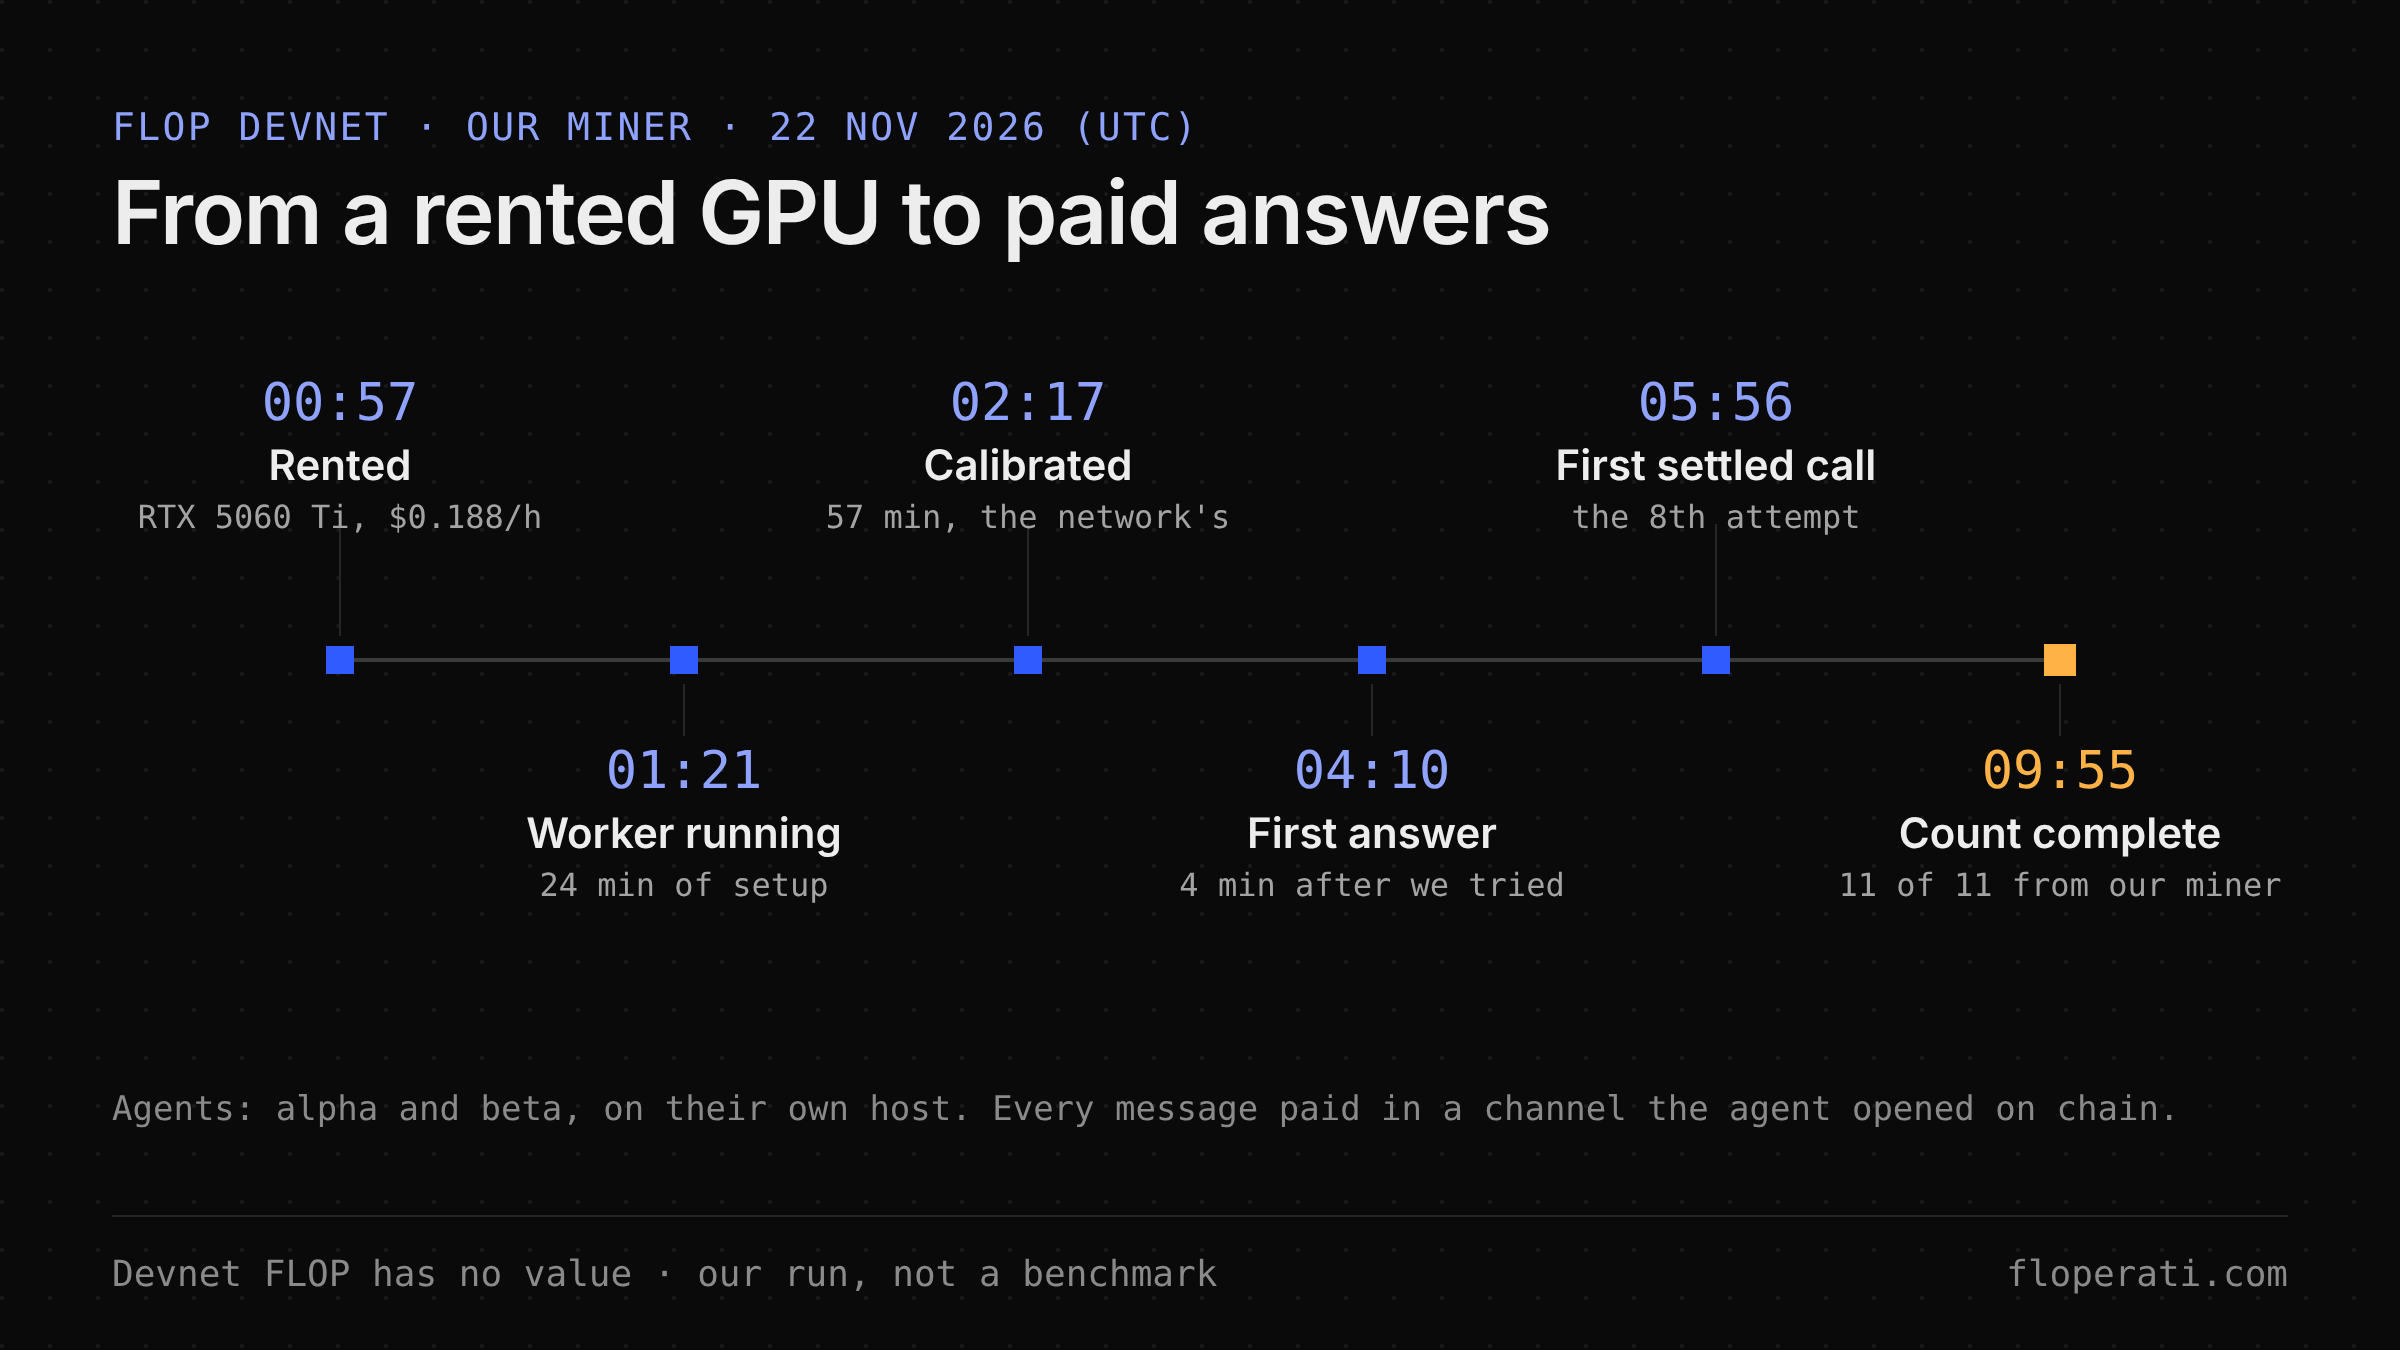 FLOP DEVNET · OUR MINER · 22 NOV 2026 (UTC)
From a rented GPU to paid answers
00:57
Rented
RTX 5060 Ti, $0.188/h
01:21
Worker running
24 min of setup
02:17
Calibrated
57 min, the network's
04:10
First answer
4 min after we tried
05:56
First settled call
the 8th attempt
09:55
Count complete
11 of 11 from our miner
Agents: alpha and beta, on their own host. Every message paid in a channel the agent opened on chain.
Devnet FLOP has no value · our run, not a benchmark
floperati.com